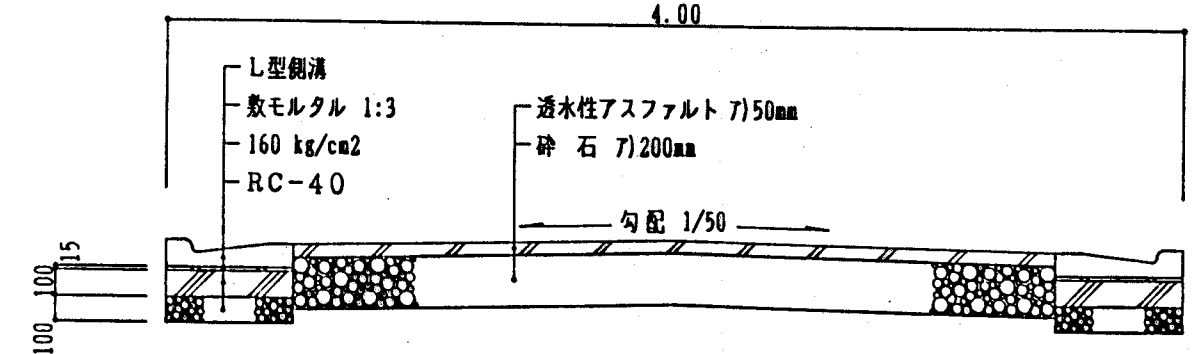 4.00
L型側溝
敷モルタル 1:3
160 kg/cm2
RC-40
透水性アスファルト ア)50mm
砕 石 ア)200mm
勾配 1/50
15
100
100